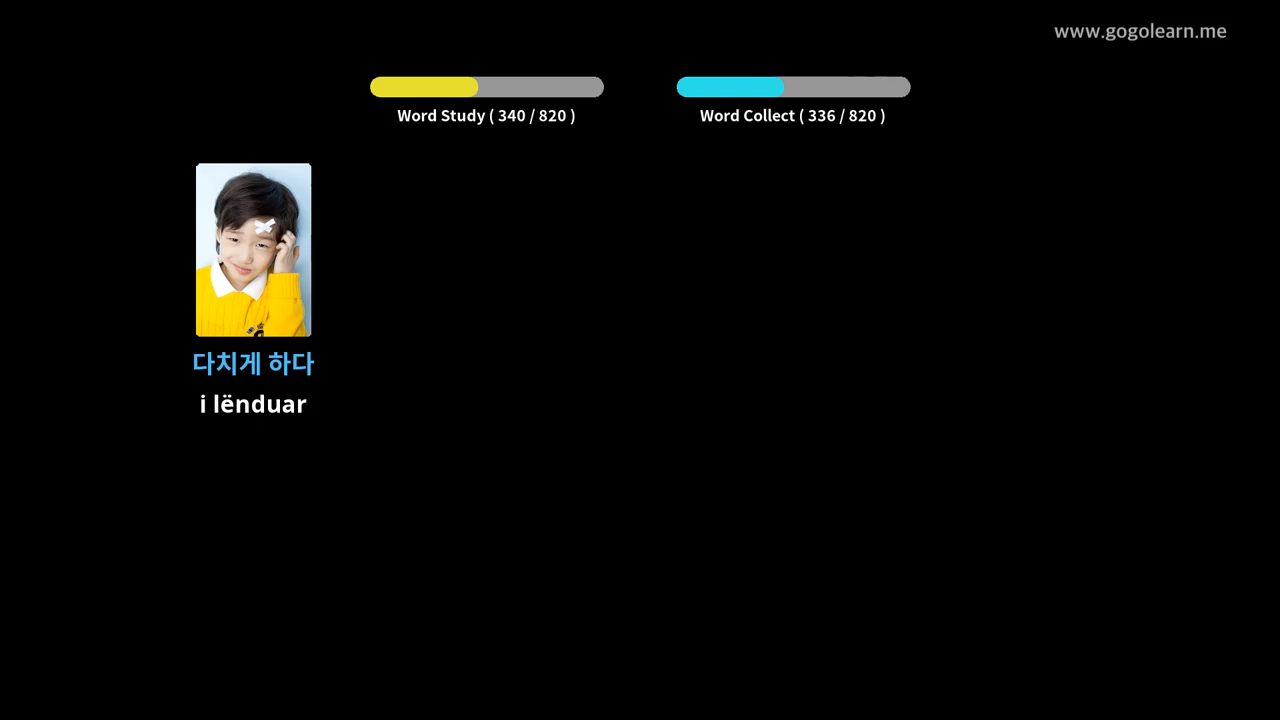 www.gogolearn.me
Word Study ( 340 / 820 )
Word Collect ( 336 / 820 )
다치게 하다
i lënduar